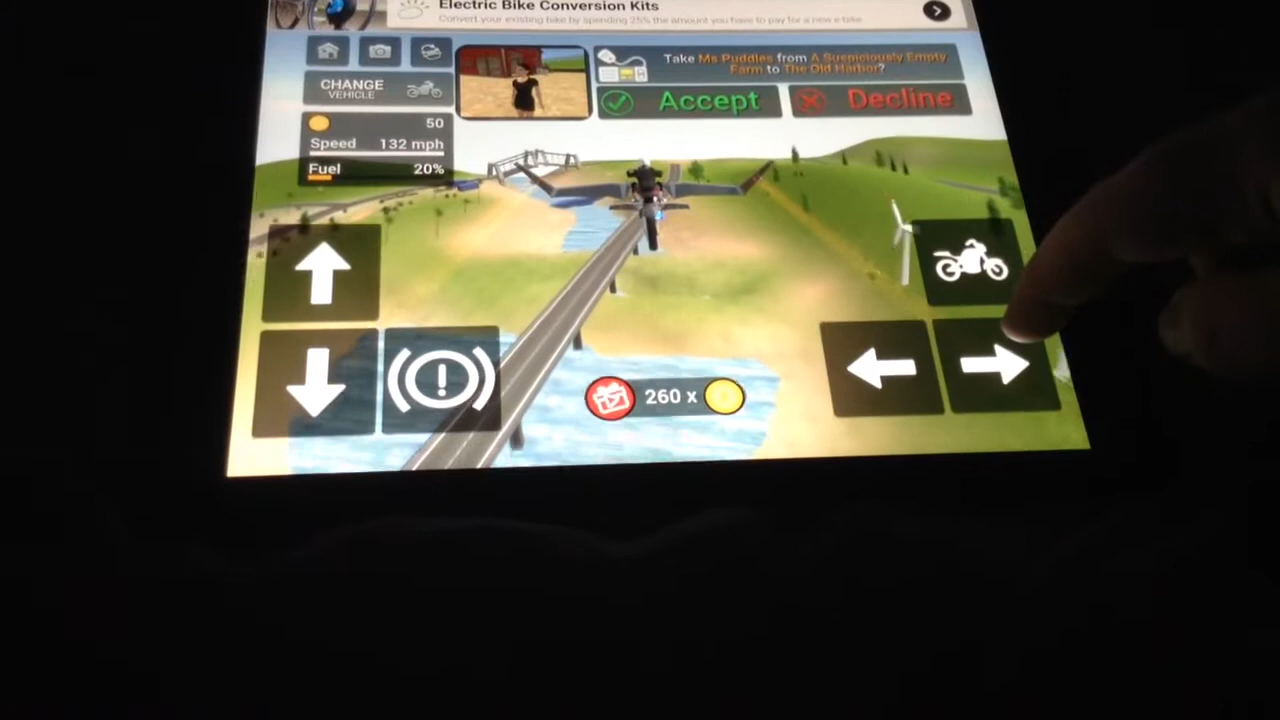 Electric Bike Conversion Kits
Convert your existing bike by spending 25% the amount you have to pay for a new e-bike
CHANGE
VEHICLE
Take Ms Puddles from A Suspiciously Empty
Farm to The Old Harbor?
Accept
Decline
50
Speed 132 mph
Fuel 20%
260 x